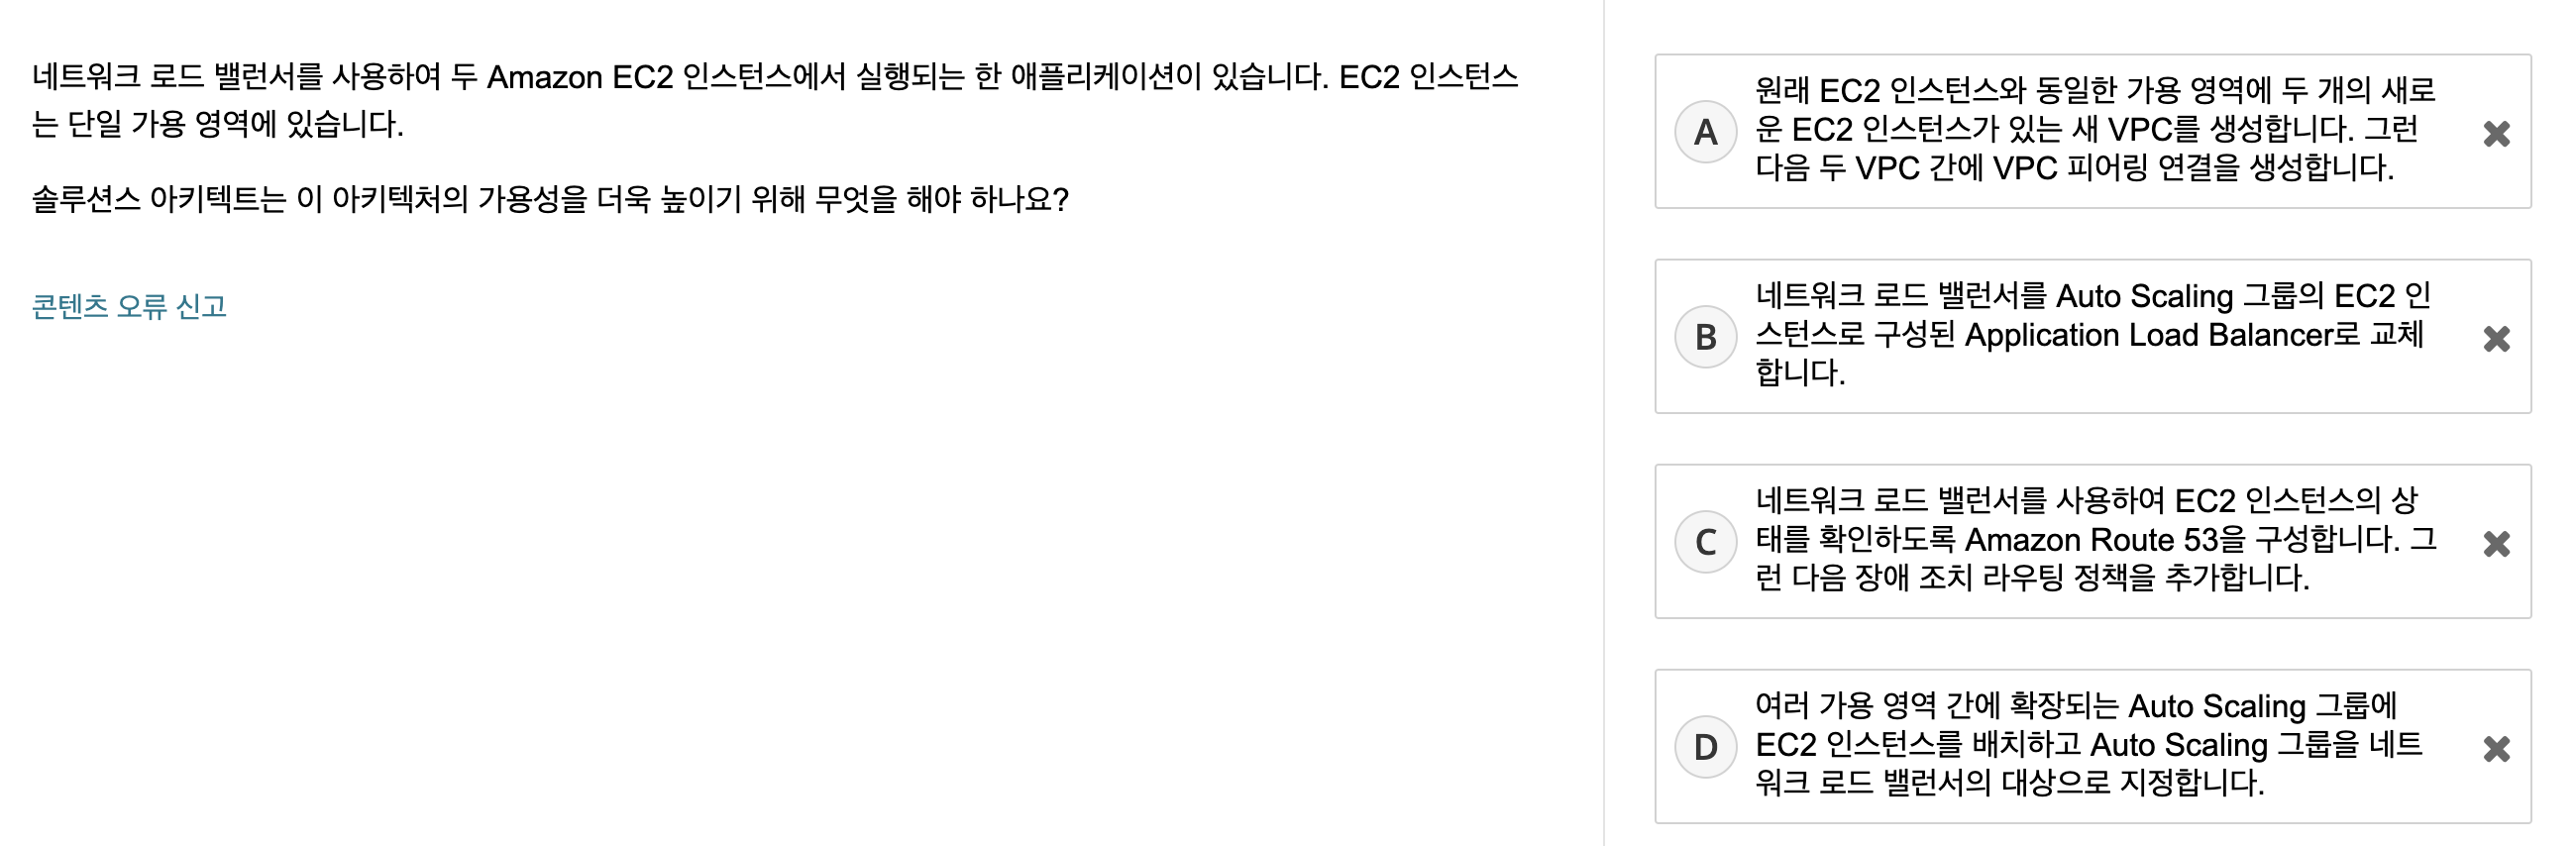 네트워크 로드 밸런서를 사용하여 두 Amazon EC2 인스턴스에서 실행되는 한 애플리케이션이 있습니다. EC2 인스턴스
는 단일 가용 영역에 있습니다.
솔루션스 아키텍트는 이 아키텍처의 가용성을 더욱 높이기 위해 무엇을 해야 하나요?
콘텐츠 오류 신고
A
원래 EC2 인스턴스와 동일한 가용 영역에 두 개의 새로
운 EC2 인스턴스가 있는 새 VPC를 생성합니다. 그런
다음 두 VPC 간에 VPC 피어링 연결을 생성합니다.
B
네트워크 로드 밸런서를 Auto Scaling 그룹의 EC2 인
스턴스로 구성된 Application Load Balancer로 교체
합니다.
C
네트워크 로드 밸런서를 사용하여 EC2 인스턴스의 상
태를 확인하도록 Amazon Route 53을 구성합니다. 그
런 다음 장애 조치 라우팅 정책을 추가합니다.
D
여러 가용 영역 간에 확장되는 Auto Scaling 그룹에
EC2 인스턴스를 배치하고 Auto Scaling 그룹을 네트
워크 로드 밸런서의 대상으로 지정합니다.